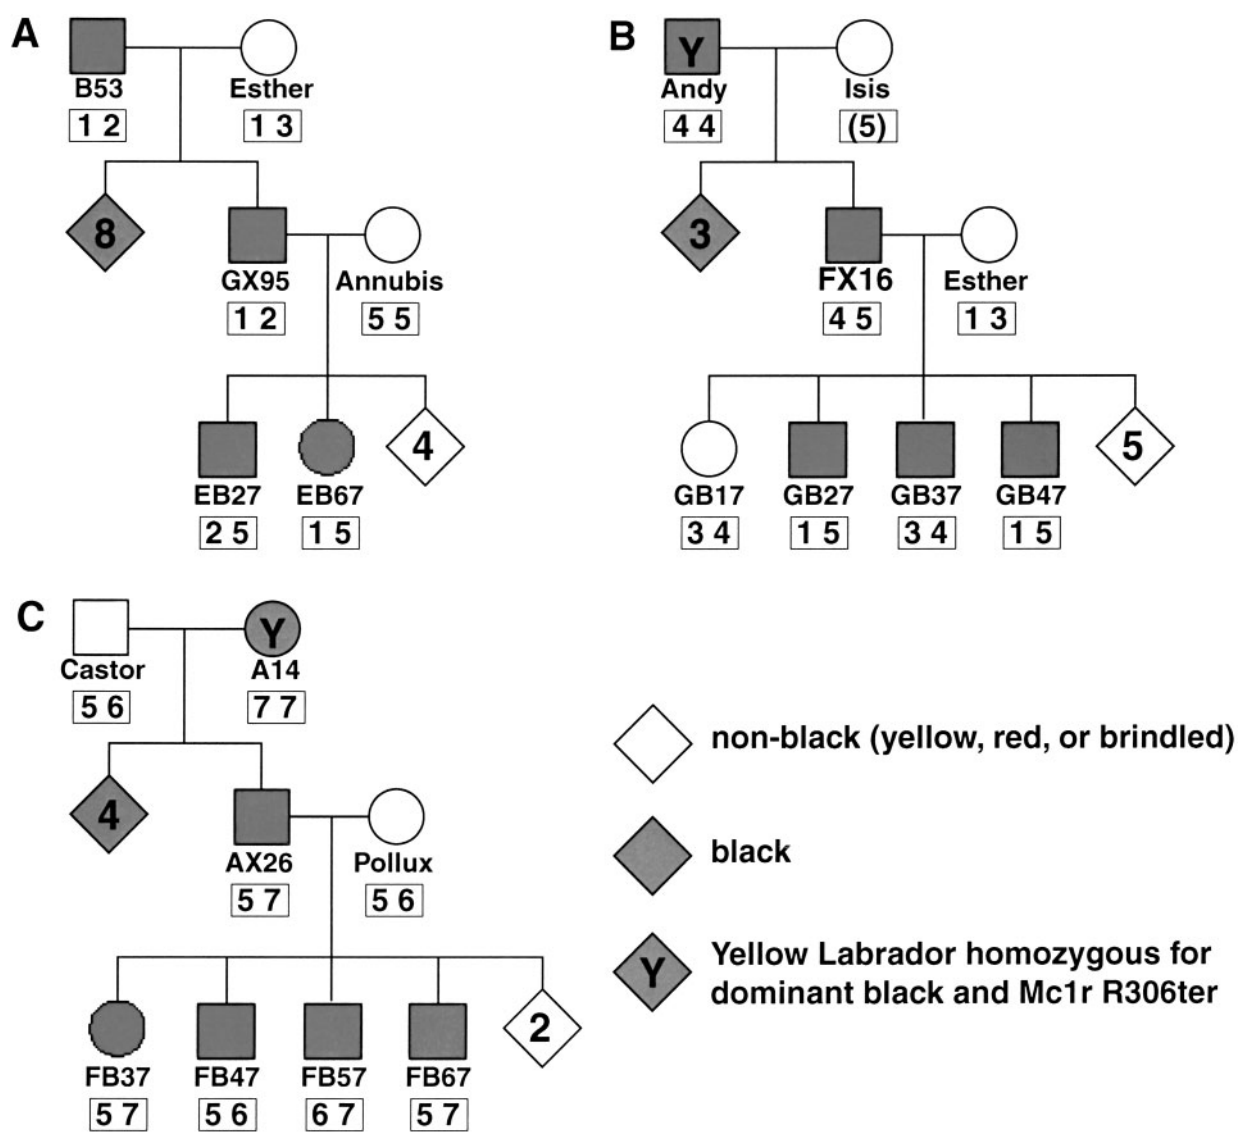 A
B53
1 2
Esther
1 3
8
GX95
1 2
Annubis
5 5
EB27
2 5
EB67
1 5
4
B
Y
Andy
4 4
Isis
(5)
3
FX16
4 5
Esther
1 3
GB17
3 4
GB27
1 5
GB37
3 4
GB47
1 5
5
C
Castor
5 6
Y
A14
7 7
4
AX26
5 7
Pollux
5 6
FB37
5 7
FB47
5 6
FB57
6 7
FB67
5 7
2
non-black (yellow, red, or brindled)
black
Y
Yellow Labrador homozygous for
dominant black and Mc1r R306ter